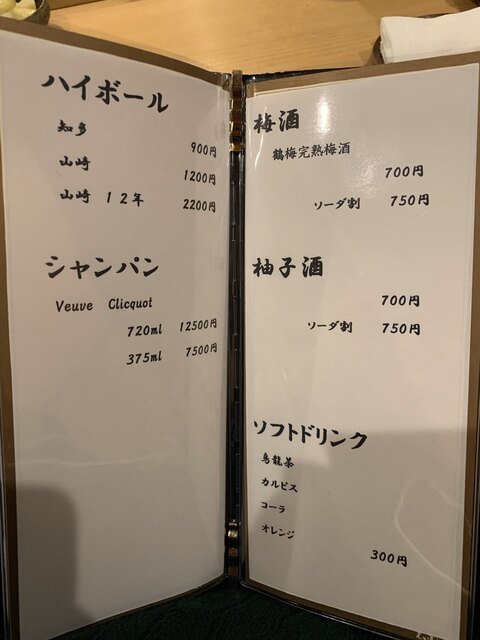 ハイボール
知多 900円
山崎 1200円
山崎 12年 2200円
シャンパン
Veuve Clicquot
720ml 12500円
375ml 7500円
梅酒
鶴梅完熟梅酒
700円
ソーダ割 750円
柚子酒
700円
ソーダ割 750円
ソフトドリンク
烏龍茶
カルピス
コーラ
オレンジ
300円